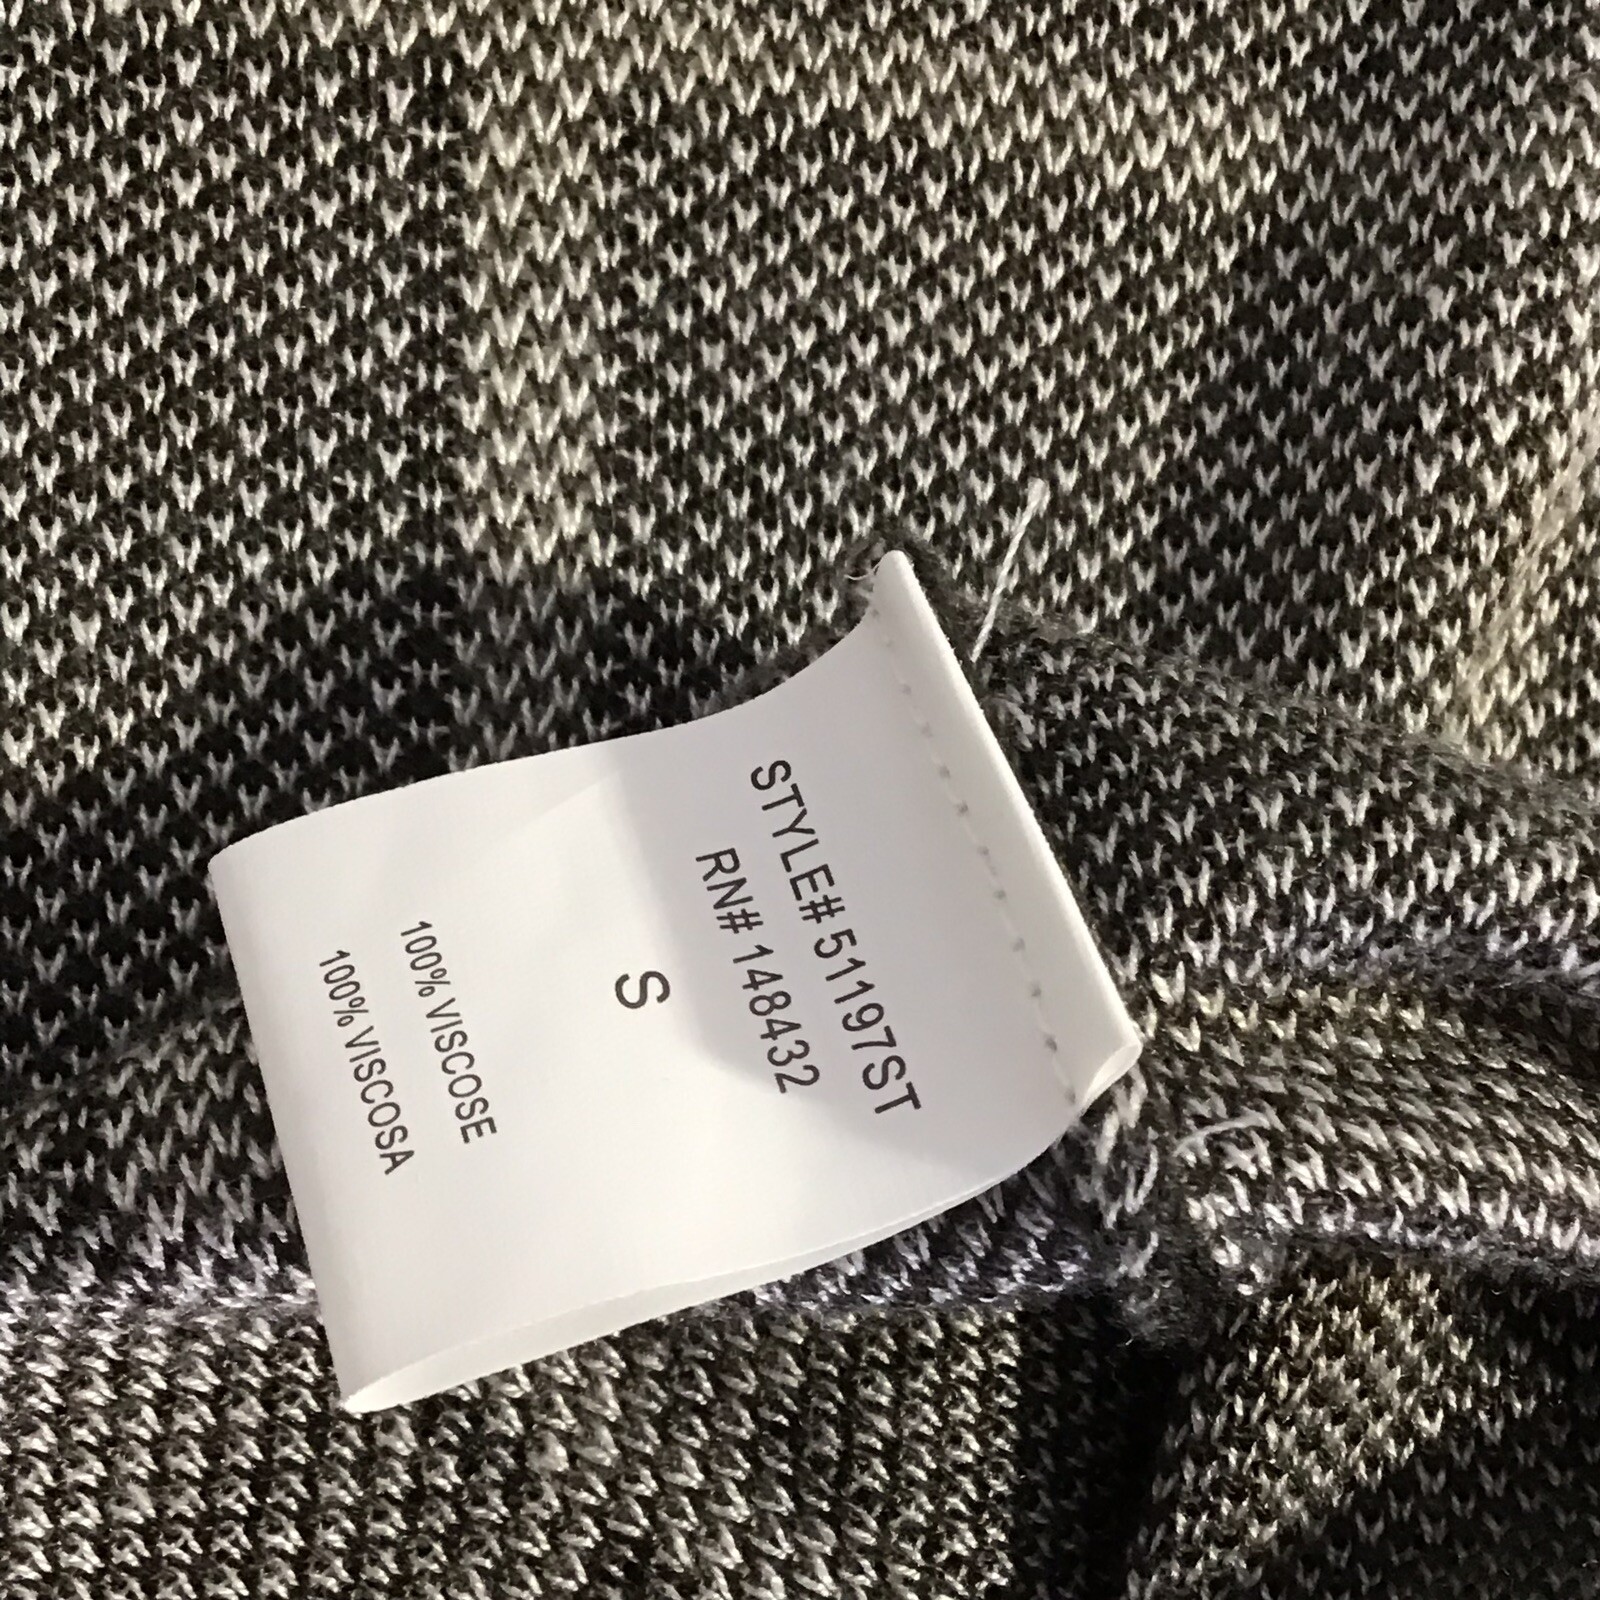 STYLE# 51197ST
RN# 148432
S
100% VISCOSE
100% VISCOSA